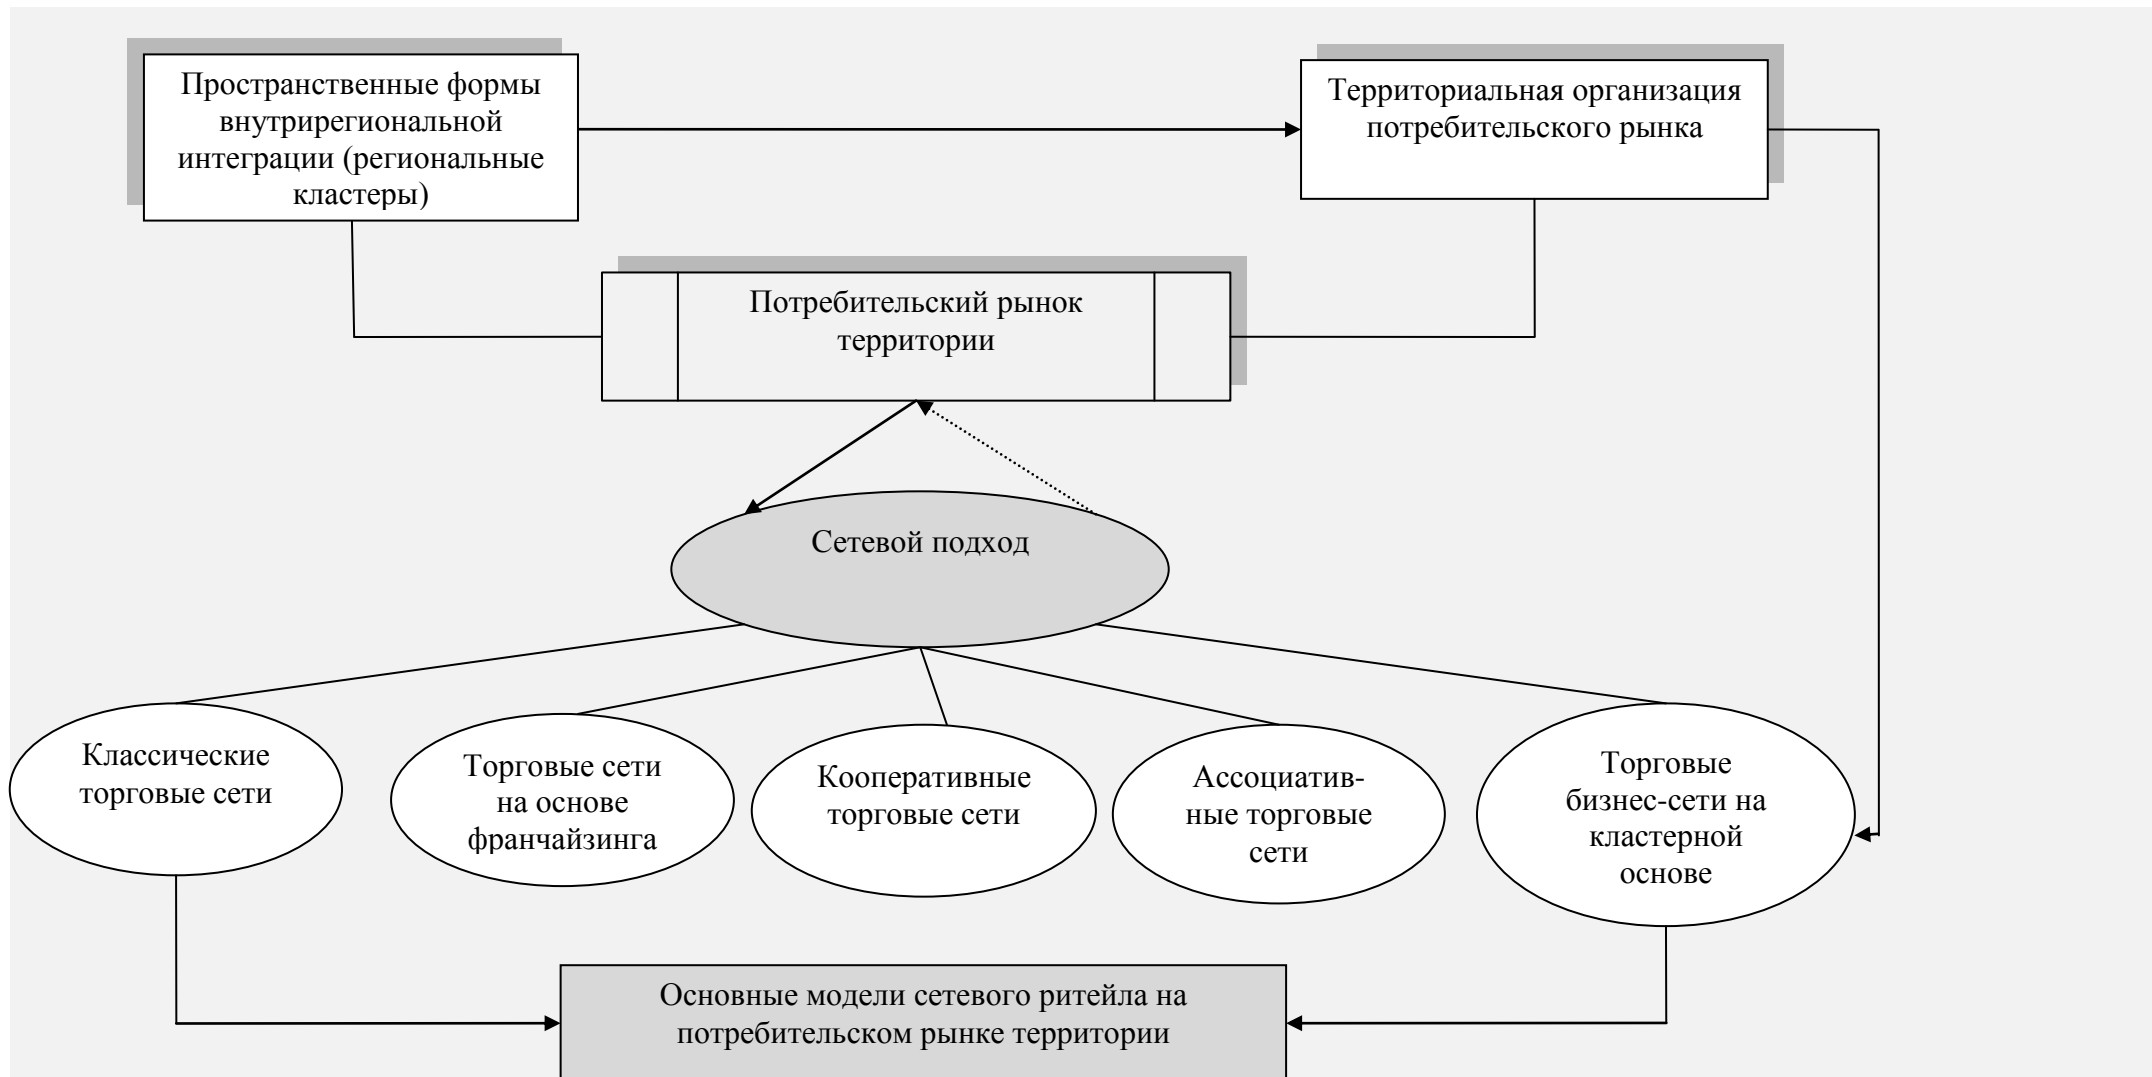 Пространственные формы
внутрирегиональной
интеграции (региональные
кластеры)
Территориальная организация
потребительского рынка
Потребительский рынок
территории
Сетевой подход
Классические
торговые сети
Торговые сети
на основе
франчайзинга
Кооперативные
торговые сети
Ассоциатив-
ные торговые
сети
Торговые
бизнес-сети на
кластерной
основе
Основные модели сетевого ритейла на
потребительском рынке территории